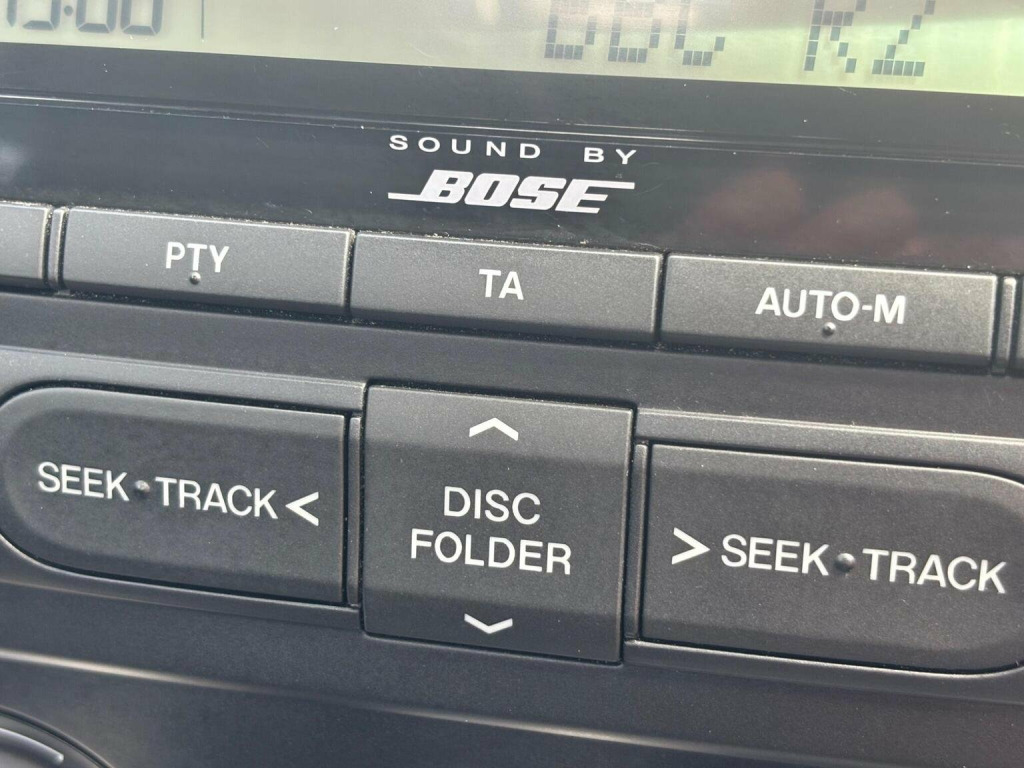 SOUND BY
BOSE
PTY
TA
AUTO-M
SEEK·TRACK <
DISC
FOLDER
> SEEK·TRACK